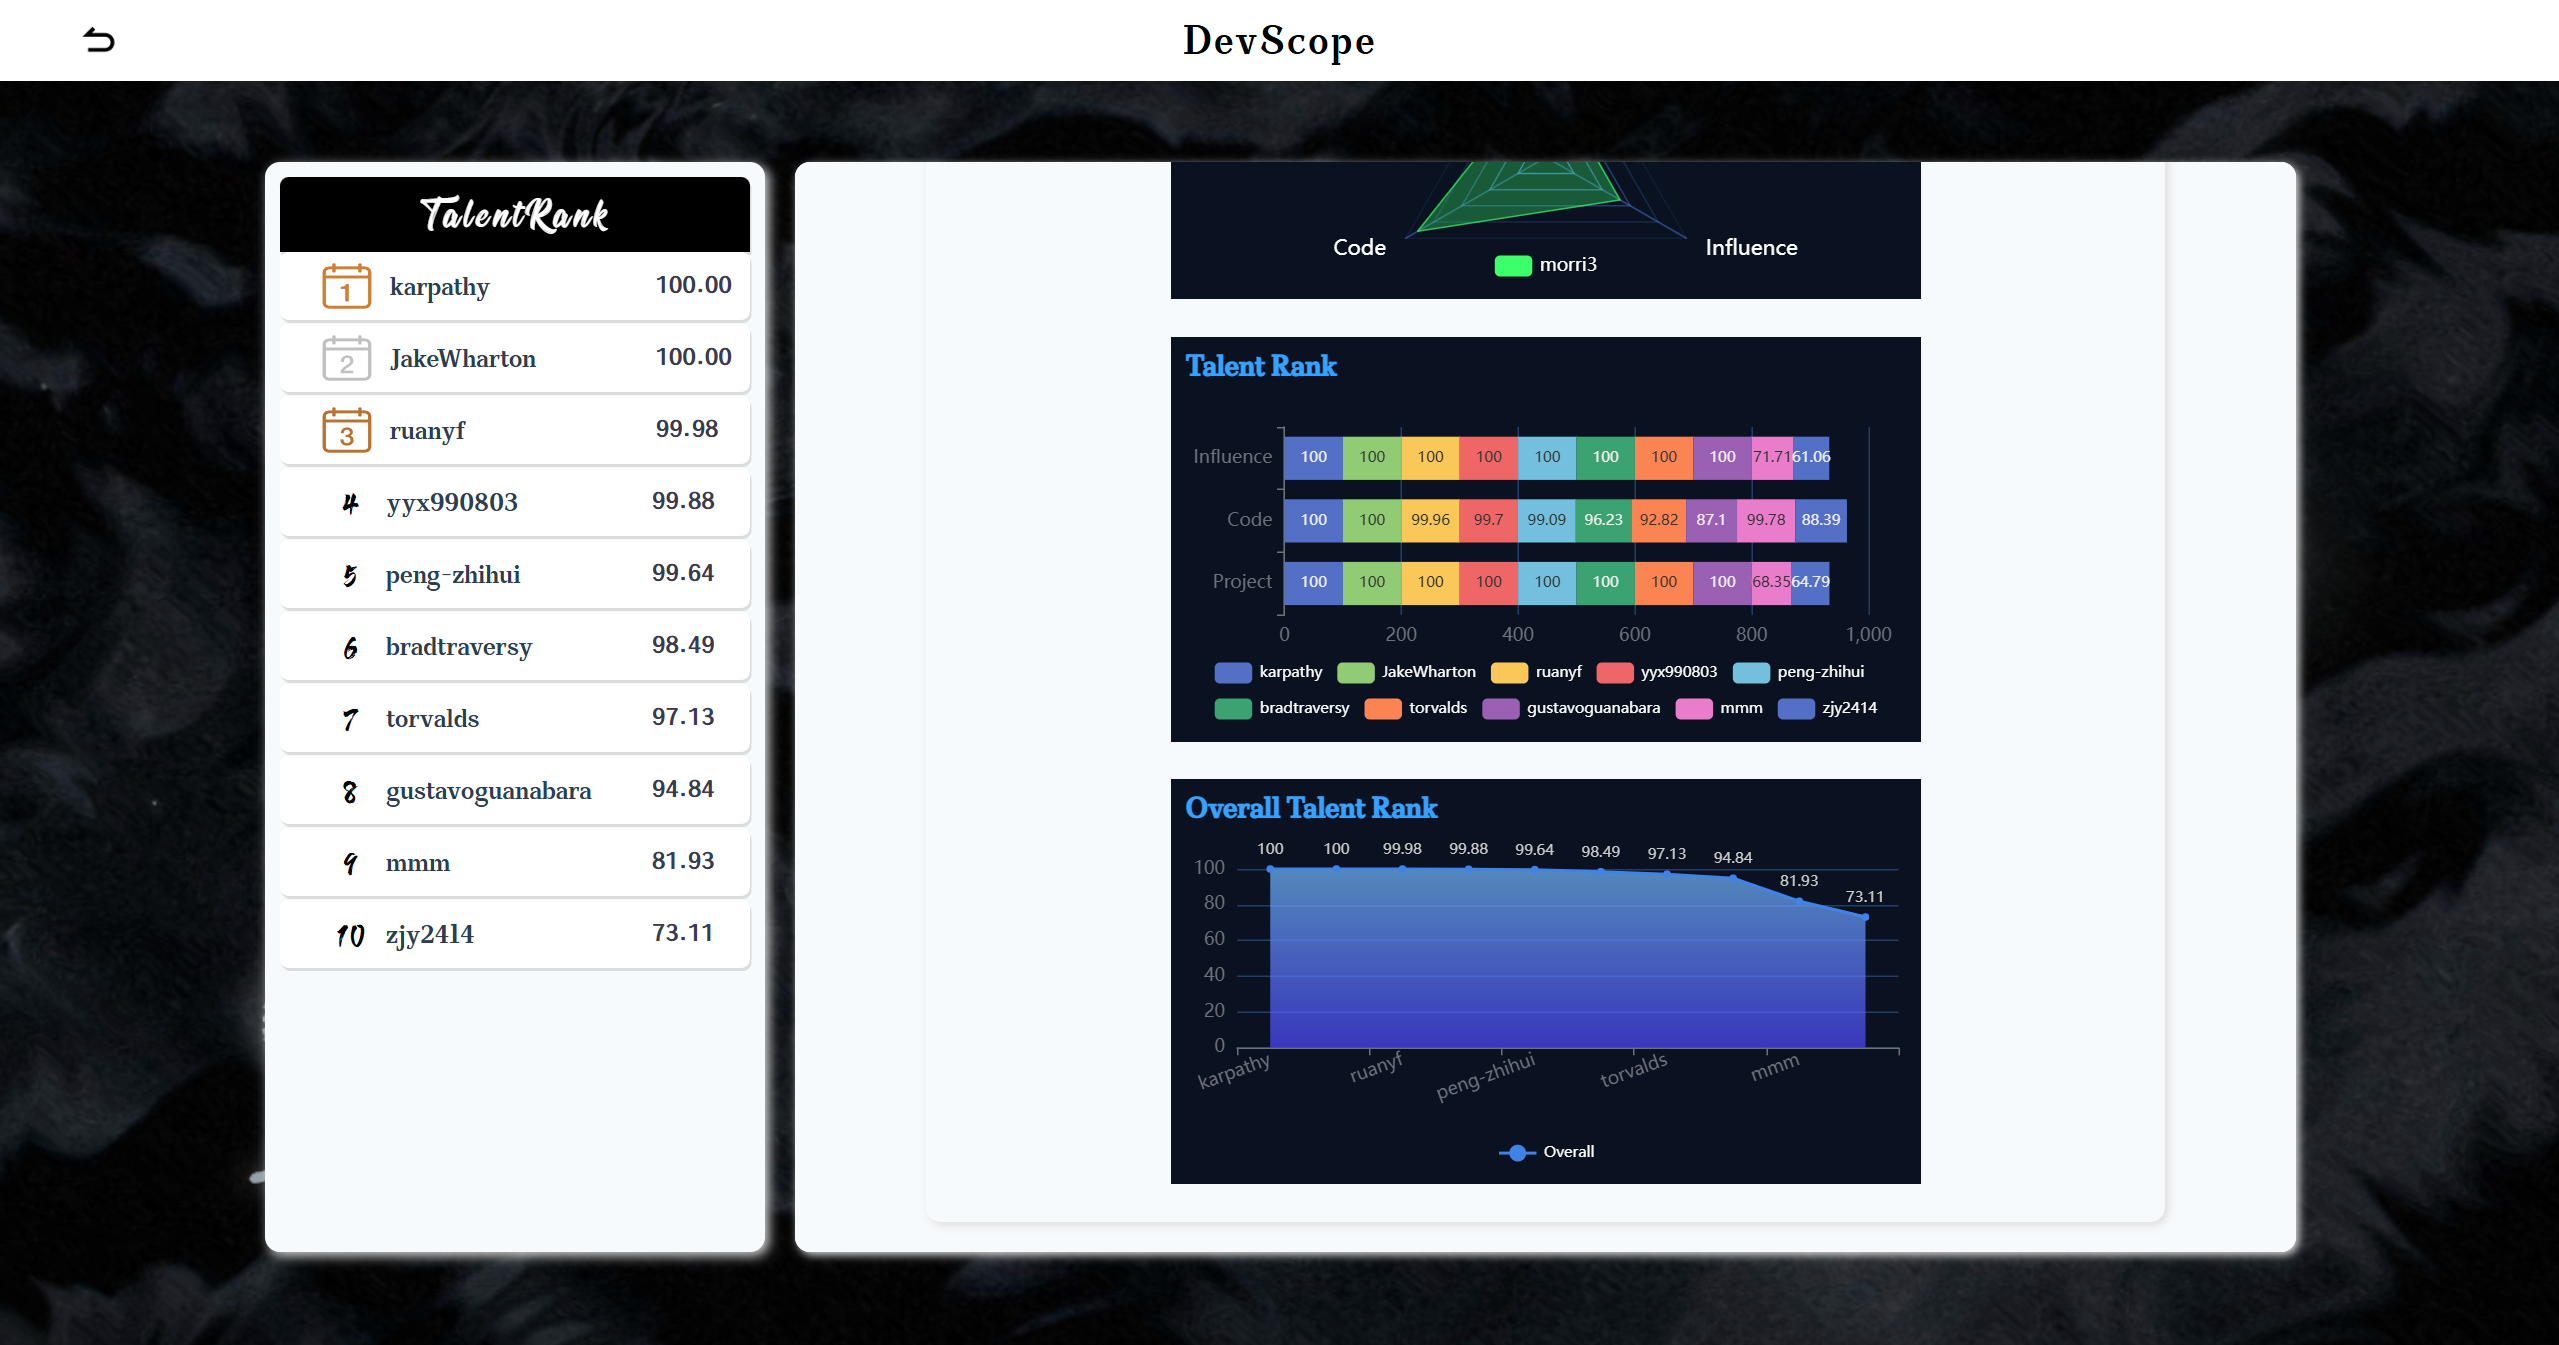 DevScope
TalentRank
1 karpathy 100.00
2 JakeWharton 100.00
3 ruanyf 99.98
4 yyx990803 99.88
5 peng-zhihui 99.64
6 bradtraversy 98.49
7 torvalds 97.13
8 gustavoguanabara 94.84
9 mmm 81.93
10 zjy2414 73.11
Code Influence
morri3
Talent Rank
Influence 100 100 100 100 100 100 100 100 71.71 61.06
Code 100 100 99.96 99.7 99.09 96.23 92.82 87.1 99.78 88.39
Project 100 100 100 100 100 100 100 100 68.35 64.79
0 200 400 600 800 1,000
karpathy JakeWharton ruanyf yyx990803 peng-zhihui
bradtraversy torvalds gustavoguanabara mmm zjy2414
Overall Talent Rank
100 100 99.98 99.88 99.64 98.49 97.13 94.84 81.93 73.11
100
80
60
40
20
0
karpathy ruanyf peng-zhihui torvalds mmm
Overall